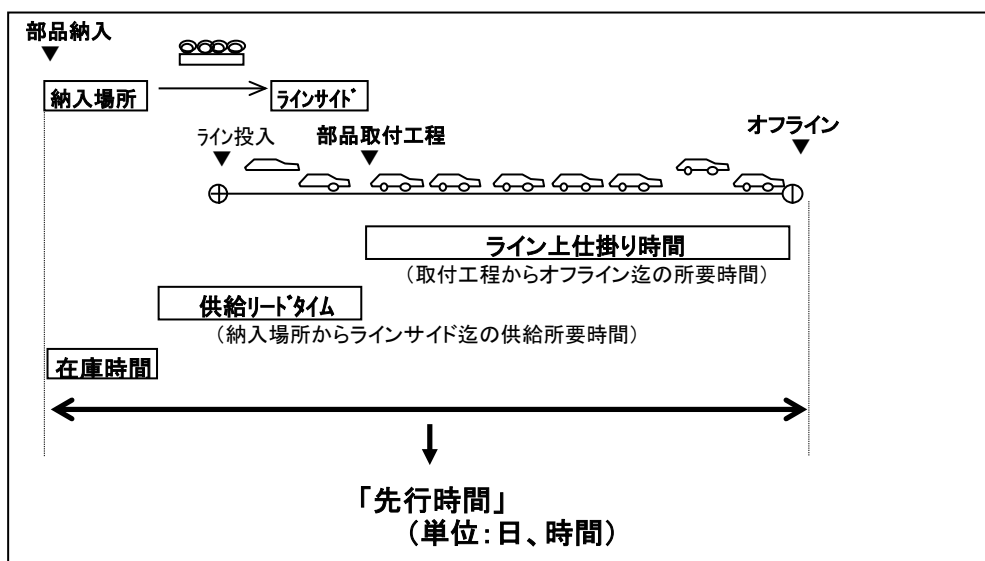 部品納入
▼
納入場所
ラインサイド
ライン投入
▼
部品取付工程
▼
オフライン
▼
ライン上仕掛り時間
（取付工程からオフライン迄の所要時間）
供給リードタイム
（納入場所からラインサイド迄の供給所要時間）
在庫時間
「先行時間」
（単位：日、時間）